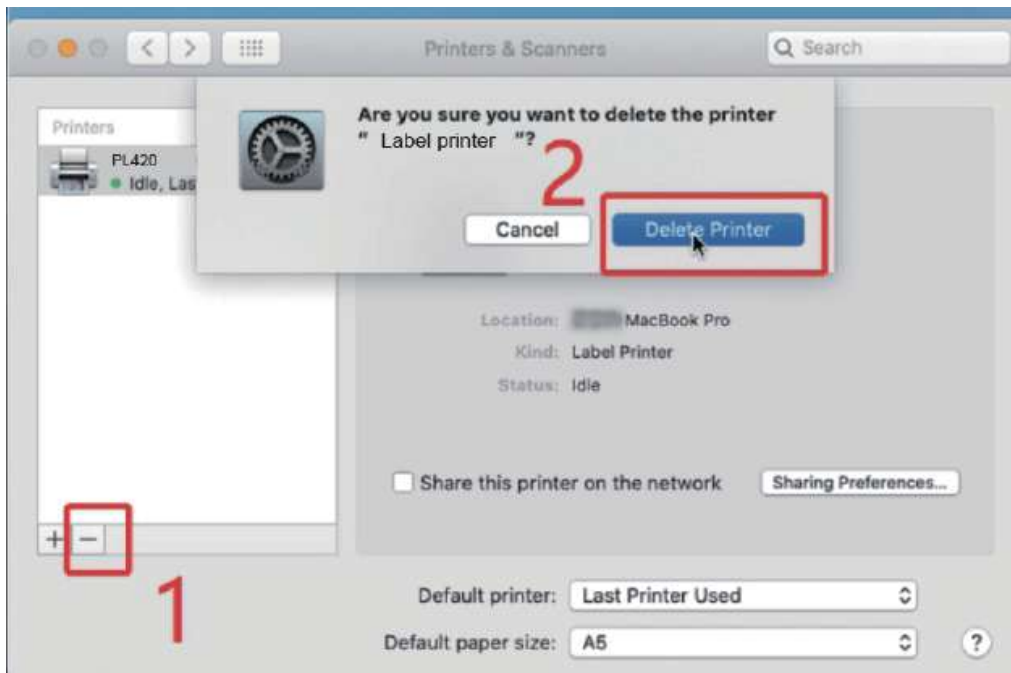 Printers & Scanners
Search
Are you sure you want to delete the printer
" Label printer "?
2
Printers
PL420
Idle, Las
Cancel
Delete Printer
Location: MacBook Pro
Kind: Label Printer
Status: Idle
Share this printer on the network
Sharing Preferences...
+ −
1
Default printer: Last Printer Used
Default paper size: A5
?